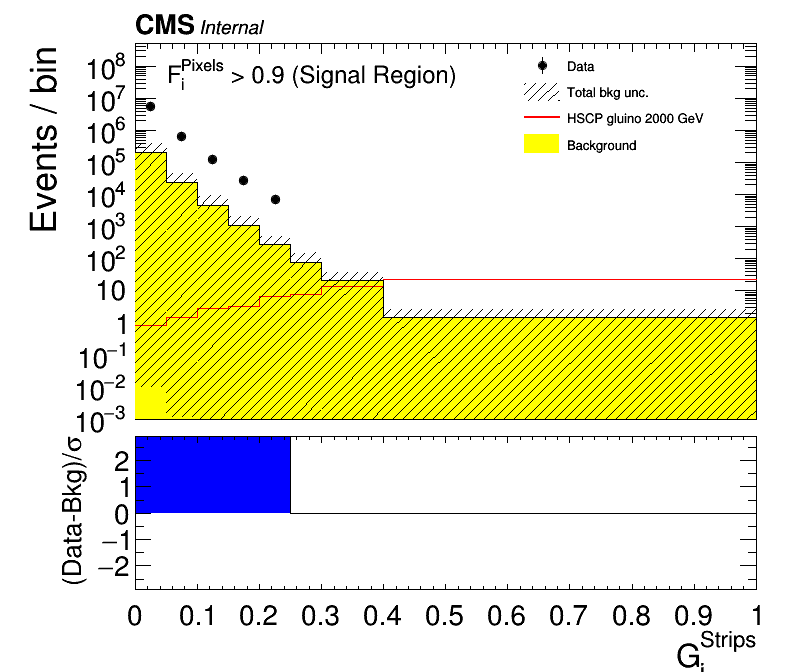 CMS Internal
F_i^Pixels > 0.9 (Signal Region)
Data
Total bkg unc.
HSCP gluino 2000 GeV
Background
Events / bin
10^8
10^7
10^6
10^5
10^4
10^3
10^2
10
1
10^−1
10^−2
10^−3
(Data-Bkg)/σ
2
1
0
−1
−2
0 0.1 0.2 0.3 0.4 0.5 0.6 0.7 0.8 0.9 1
G_i^Strips